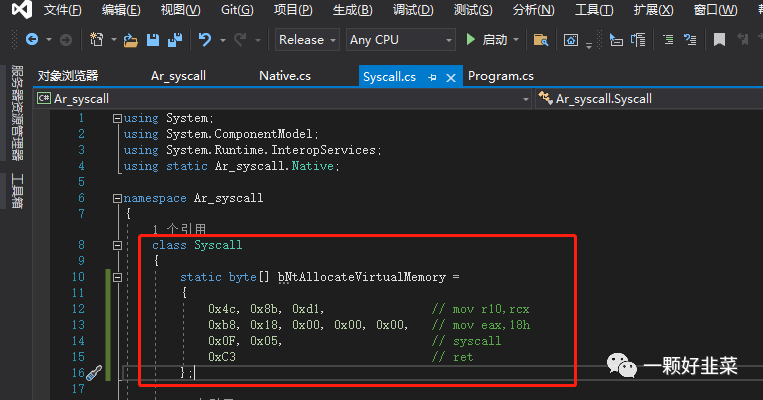 文件(F) 编辑(E) 视图(V) Git(G) 项目(P) 生成(B) 调试(D) 测试(S) 分析(N) 工具(T) 扩展(X) 窗口(W)
Release Any CPU 启动
服务器资源管理器
工具箱
对象浏览器 Ar_syscall Native.cs Syscall.cs Program.cs
C# Ar_syscall Ar_syscall.Syscall
1 using System;
2 using System.ComponentModel;
3 using System.Runtime.InteropServices;
4 using static Ar_syscall.Native;
5
6 namespace Ar_syscall
7 {
1 个引用
8 class Syscall
9 {
10 static byte[] bNtAllocateVirtualMemory =
11 {
12 0x4c, 0x8b, 0xd1, // mov r10,rcx
13 0xb8, 0x18, 0x00, 0x00, 0x00, // mov eax,18h
14 0x0F, 0x05, // syscall
15 0xC3 // ret
16 };
17
一颗好韭菜